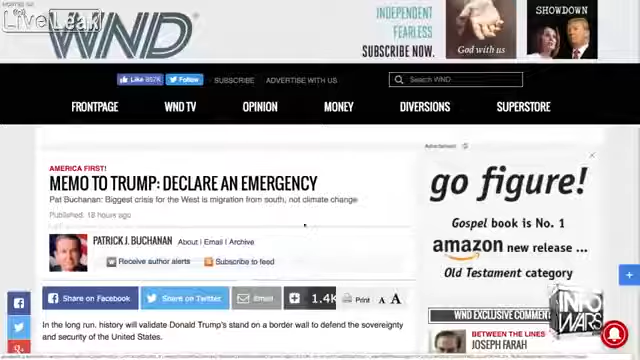 LiveLeak
WND
INDEPENDENT
FEARLESS
SUBSCRIBE NOW.
God with us
SHOWDOWN
Like 857K
Follow
SUBSCRIBE
ADVERTISE WITH US
Search WND
FRONTPAGE
WND TV
OPINION
MONEY
DIVERSIONS
SUPERSTORE
Advertisement
AMERICA FIRST!
MEMO TO TRUMP: DECLARE AN EMERGENCY
Pat Buchanan: Biggest crisis for the West is migration from south, not climate change
Published: 18 hours ago
PATRICK J. BUCHANAN About | Email | Archive
Receive author alerts
Subscribe to feed
Share on Facebook
Share on Twitter
Email
1.4K
Print
A A
In the long run, history will validate Donald Trump's stand on a border wall to defend the sovereignty
and security of the United States.
go figure!
Gospel book is No. 1
amazon new release ...
Old Testament category
WND EXCLUSIVE COMMEN
BETWEEN THE LINES
JOSEPH FARAH
INFO
WARS